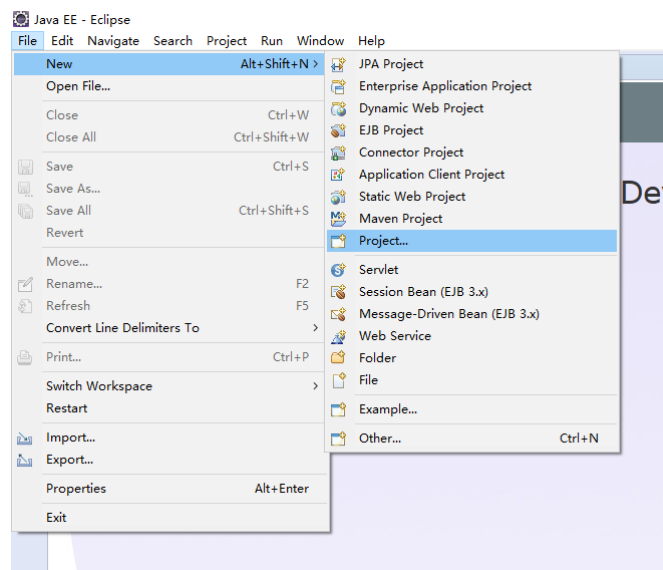 Java EE - Eclipse
File Edit Navigate Search Project Run Window Help
New Alt+Shift+N >
Open File...
Close Ctrl+W
Close All Ctrl+Shift+W
Save Ctrl+S
Save As...
Save All Ctrl+Shift+S
Revert
Move...
Rename... F2
Refresh F5
Convert Line Delimiters To >
Print... Ctrl+P
Switch Workspace >
Restart
Import...
Export...
Properties Alt+Enter
Exit
JPA Project
Enterprise Application Project
Dynamic Web Project
EJB Project
Connector Project
Application Client Project
Static Web Project
Maven Project
Project...
Servlet
Session Bean (EJB 3.x)
Message-Driven Bean (EJB 3.x)
Web Service
Folder
File
Example...
Other... Ctrl+N
De